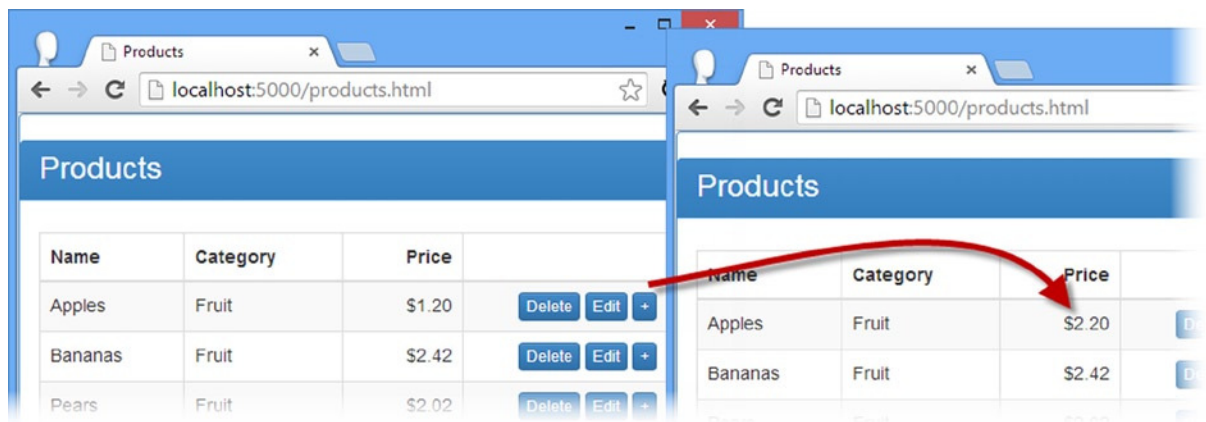 Products
localhost:5000/products.html
Products
Name Category Price
Apples Fruit $1.20 Delete Edit +
Bananas Fruit $2.42 Delete Edit +
Pears Fruit $2.02 Delete Edit +
Products
localhost:5000/products.html
Products
Name Category Price
Apples Fruit $2.20
Bananas Fruit $2.42